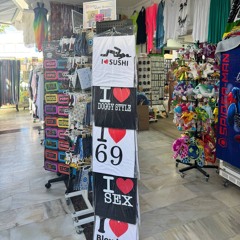 I ❤ SUSHI
I ❤
DOGGY STYLE
I ❤
69
I ❤
SEX
I ❤